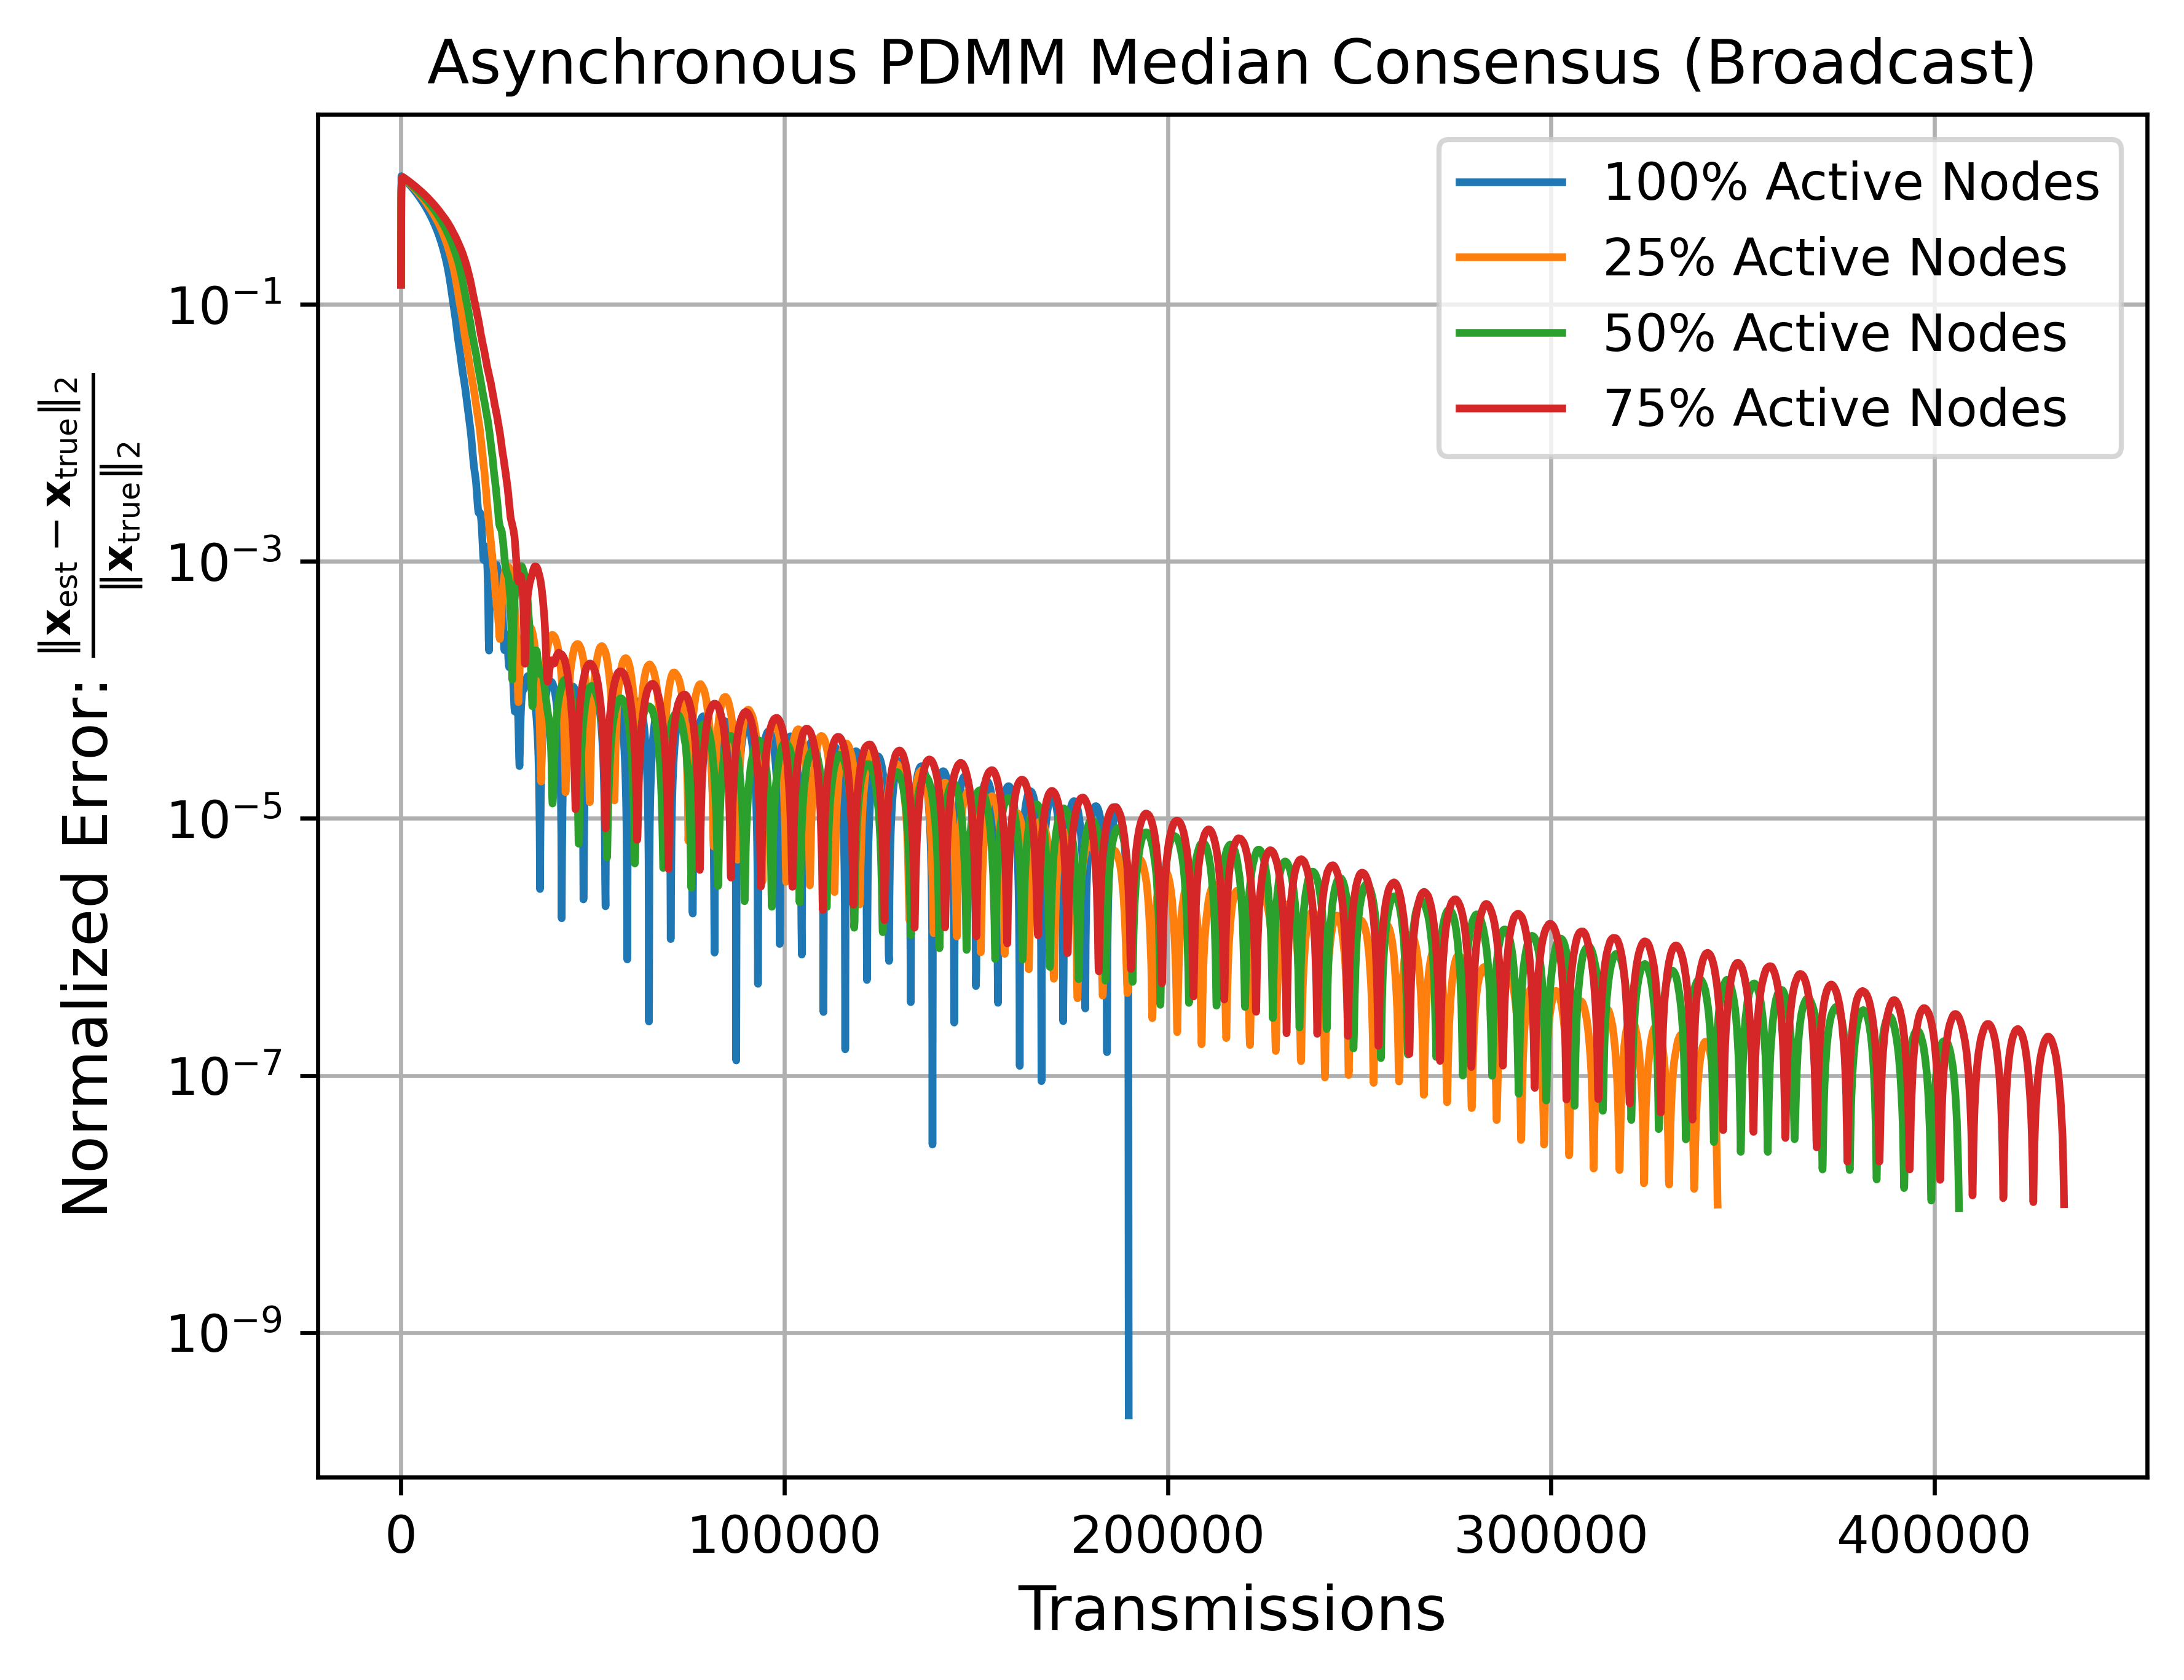 Asynchronous PDMM Median Consensus (Broadcast)
100% Active Nodes
25% Active Nodes
50% Active Nodes
75% Active Nodes
Normalized Error: ‖x_est − x_true‖₂ / ‖x_true‖₂
10⁻¹
10⁻³
10⁻⁵
10⁻⁷
10⁻⁹
0 100000 200000 300000 400000
Transmissions